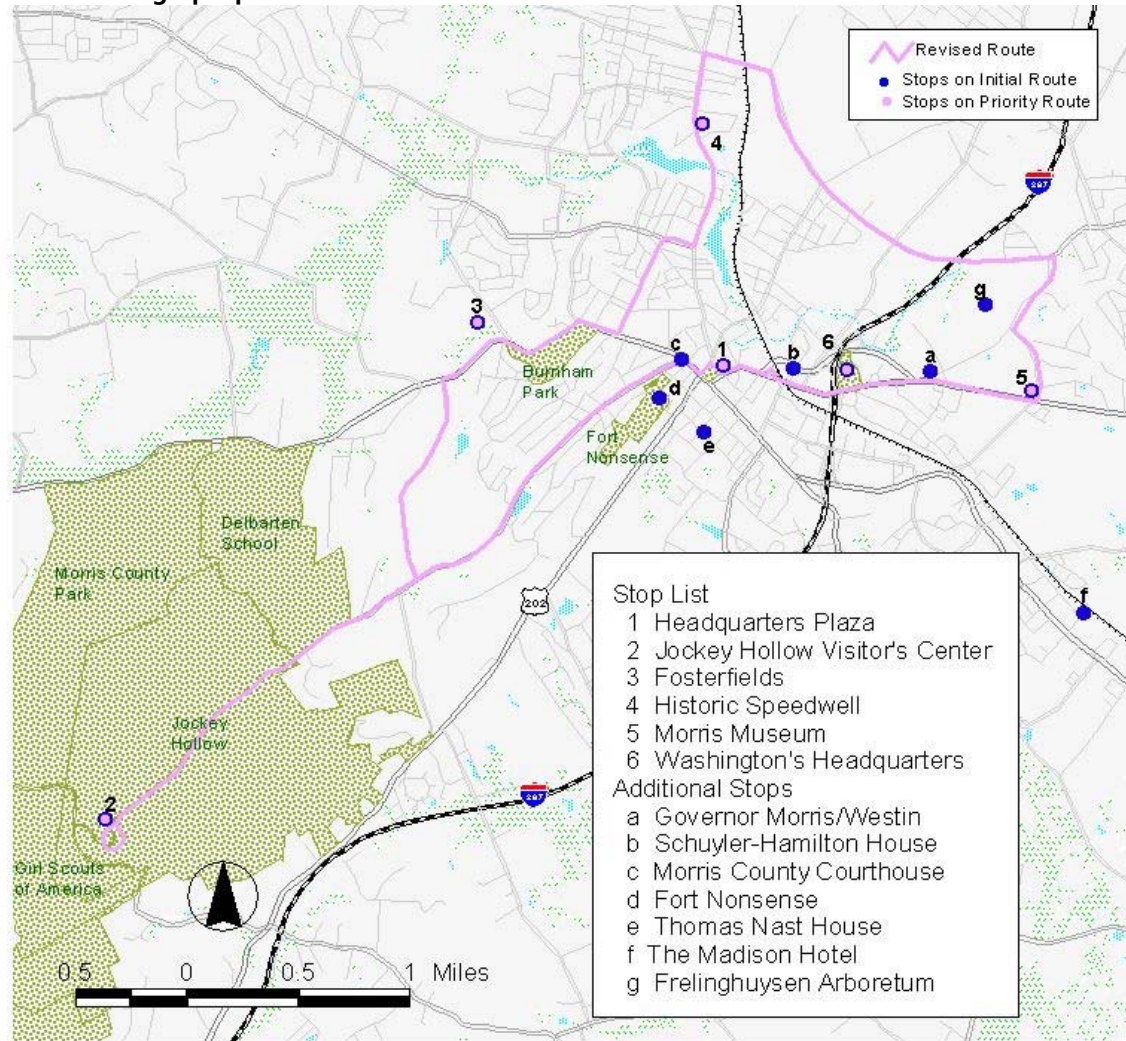 Revised Route
Stops on Initial Route
Stops on Priority Route
4
287
3
g
c
1
b
6
a
5
Burnham
Park
d
Fort
Nonsense
e
Delbarten
School
Morris County
Park
202
f
Stop List
1 Headquarters Plaza
2 Jockey Hollow Visitor's Center
3 Fosterfields
4 Historic Speedwell
5 Morris Museum
6 Washington's Headquarters
Additional Stops
a Governor Morris/Westin
b Schuyler-Hamilton House
c Morris County Courthouse
d Fort Nonsense
e Thomas Nast House
f The Madison Hotel
g Frelinghuysen Arboretum
Jockey
Hollow
287
2
Girl Scouts
of America
0.5 0 0.5 1 Miles